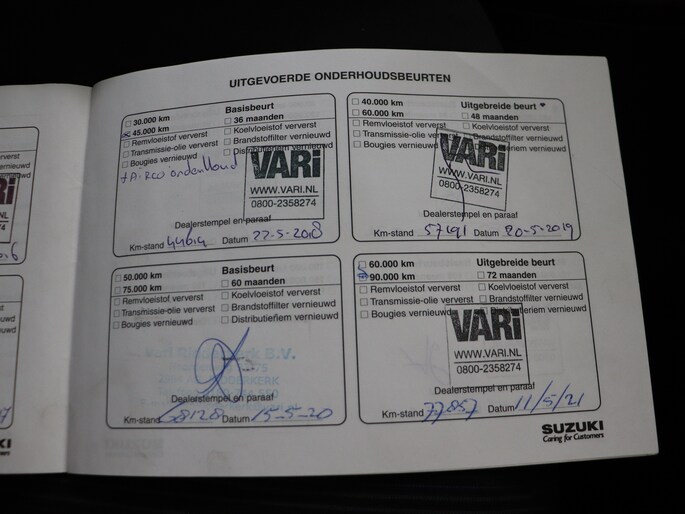 UITGEVOERDE ONDERHOUDSBEURTEN
30.000 km
Basisbeurt
45.000 km
36 maanden
Remvloeistof ververst
Koelvloeistof ververst
Transmissie-olie ververst
Brandstoffilter vernieuwd
Bougies vernieuwd
Distributieriem vernieuwd
+ Airco onderhoud
VARi
WWW.VARI.NL
0800-2358274
Dealerstempel en paraaf
Km-stand
Datum 22-5-2018
40.000 km
Uitgebreide beurt *
60.000 km
48 maanden
Remvloeistof ververst
Koelvloeistof ververst
Transmissie-olie ververst
Brandstoffilter vernieuwd
Bougies vernieuwd
VARi
WWW.VARI.NL
0800-2358274
Dealerstempel en paraaf
Km-stand 57491 Datum 20-5-2019
50.000 km
Basisbeurt
75.000 km
60 maanden
Remvloeistof ververst
Koelvloeistof ververst
Transmissie-olie ververst
Brandstoffilter vernieuwd
Bougies vernieuwd
Distributieriem vernieuwd
B.V.
Dealerstempel en paraaf
Km-stand 68128 Datum 15-5-20
60.000 km
Uitgebreide beurt
90.000 km
72 maanden
Remvloeistof ververst
Koelvloeistof ververst
Transmissie-olie ververst
Brandstoffilter vernieuwd
Bougies vernieuwd
Distributieriem vernieuwd
VARi
WWW.VARI.NL
0800-2358274
Dealerstempel en paraaf
Km-stand 77857 Datum 11/5/21
SUZUKI
Caring for Customers